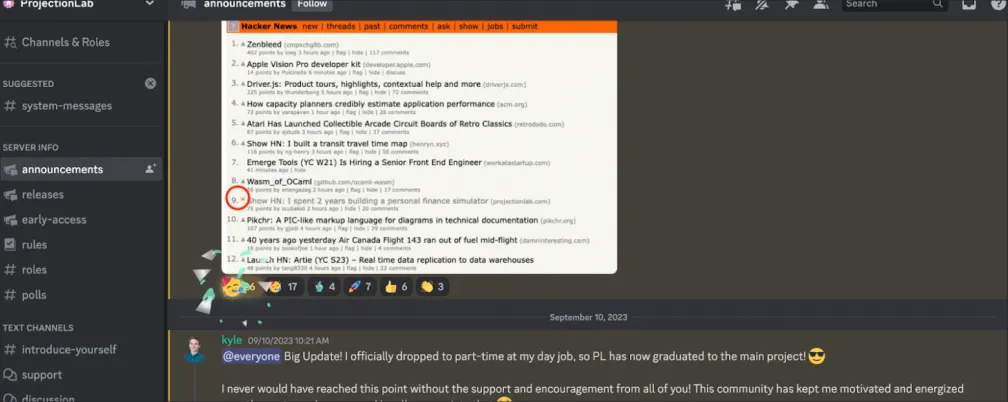 ProjectionLab
announcements
Follow
Search
Channels & Roles
SUGGESTED
system-messages
SERVER INFO
announcements
releases
early-access
rules
roles
polls
TEXT CHANNELS
introduce-yourself
support
discussion
Hacker News new | threads | past | comments | ask | show | jobs | submit
1. Zenbleed (cmpxchg8b.com)
402 points by loeg 3 hours ago | flag | hide | 117 comments
2. Apple Vision Pro developer kit (developer.apple.com)
14 points by Pulcinella 6 minutes ago | flag | hide | discuss
3. Driver.js: Product tours, highlights, contextual help and more (driverjs.com)
225 points by thunderbong 5 hours ago | flag | hide | 72 comments
4. How capacity planners credibly estimate application performance (acm.org)
73 points by yarapavan 1 hour ago | flag | hide | 26 comments
5. Atari Has Launched Collectible Arcade Circuit Boards of Retro Classics (retrododo.com)
67 points by ajdude 3 hours ago | flag | hide | 37 comments
6. Show HN: I built a transit travel time map (henryn.xyz)
116 points by ng-henry 3 hours ago | flag | hide | 38 comments
7. Emerge Tools (YC W21) Is Hiring a Senior Front End Engineer (workatastartup.com)
41 minutes ago | hide
8. Wasm_of_OCaml (github.com/ocaml-wasm)
points by 2 hours ago | flag | hide | 17 comments
9. Show HN: I spent 2 years building a personal finance simulator (projectionlab.com)
75 points by scubakid 2 hours ago | hide | 20 comments
10. Pikchr: A PIC-like markup language for diagrams in technical documentation (pikchr.org)
107 points by gjadi 4 hours ago | flag | hide | 29 comments
11. 40 years ago yesterday Air Canada Flight 143 ran out of fuel mid-flight (damninteresting.com)
16 points by 1 hour ago | flag | hide | 4 comments
12. Launch HN: Artie (YC S23) – Real time data replication to data warehouses
48 points by tang8330 4 hours ago | flag | hide | 33 comments
17 4 7 6 3
September 10, 2023
kyle 09/10/2023 10:21 AM
@everyone Big Update! I officially dropped to part-time at my day job, so PL has now graduated to the main project!
I never would have reached this point without the support and encouragement from all of you! This community has kept me motivated and energized